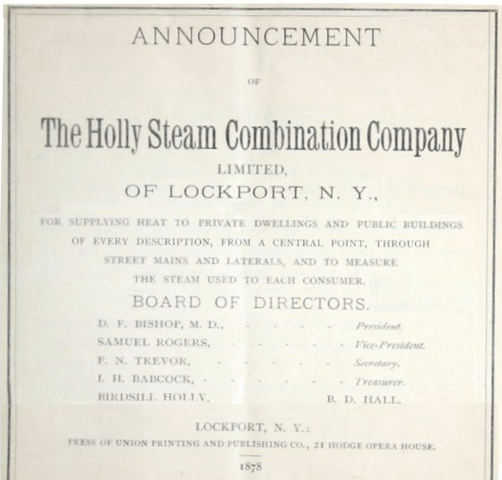 ANNOUNCEMENT
OF
The Holly Steam Combination Company
LIMITED,
OF LOCKPORT, N. Y.,
FOR SUPPLYING HEAT TO PRIVATE DWELLINGS AND PUBLIC BUILDINGS
OF EVERY DESCRIPTION, FROM A CENTRAL POINT, THROUGH
STREET MAINS AND LATERALS, AND TO MEASURE
THE STEAM USED TO EACH CONSUMER.
BOARD OF DIRECTORS.
D. F. BISHOP, M. D., - - - - President.
SAMUEL ROGERS, - - - - - Vice-President.
F. N. TREVOR, - - - - - Secretary.
I. H. BABCOCK, - - - - - - Treasurer.
BIRDSILL HOLLY, B. D. HALL.
LOCKPORT, N. Y.:
PRESS OF UNION PRINTING AND PUBLISHING CO., 21 HODGE OPERA HOUSE.
1878